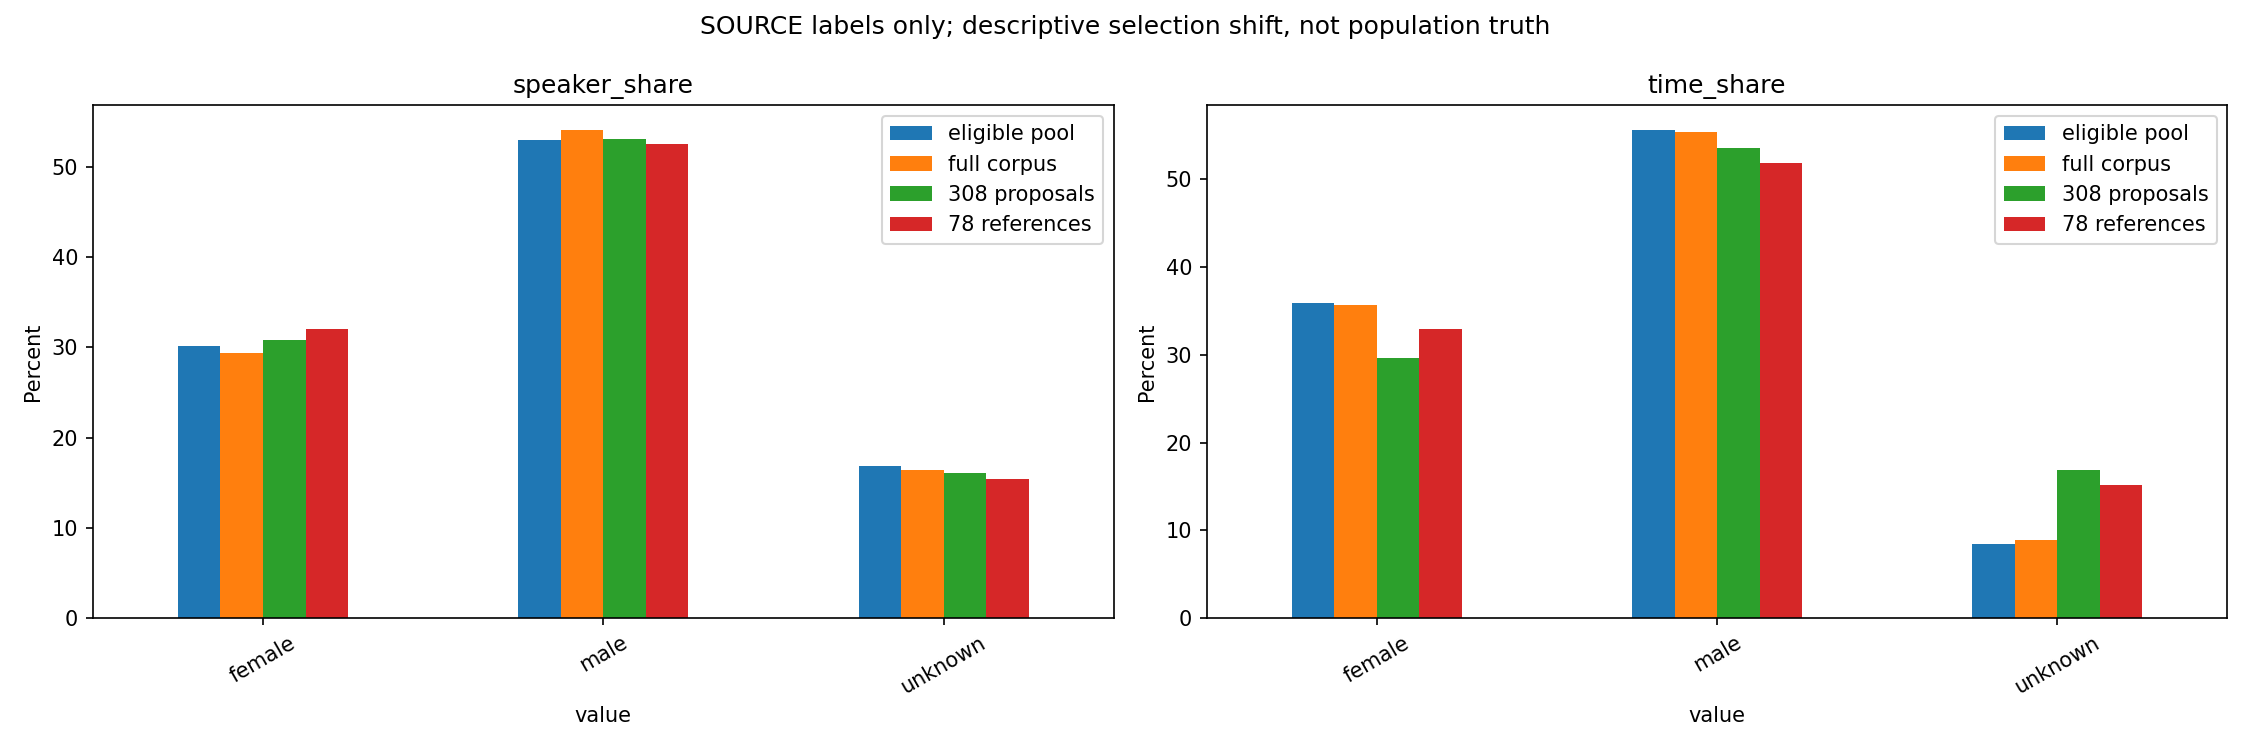 SOURCE labels only; descriptive selection shift, not population truth
speaker_share
eligible pool
full corpus
308 proposals
78 references
Percent
50
40
30
20
10
0
female
male
unknown
value
time_share
eligible pool
full corpus
308 proposals
78 references
Percent
50
40
30
20
10
0
female
male
unknown
value